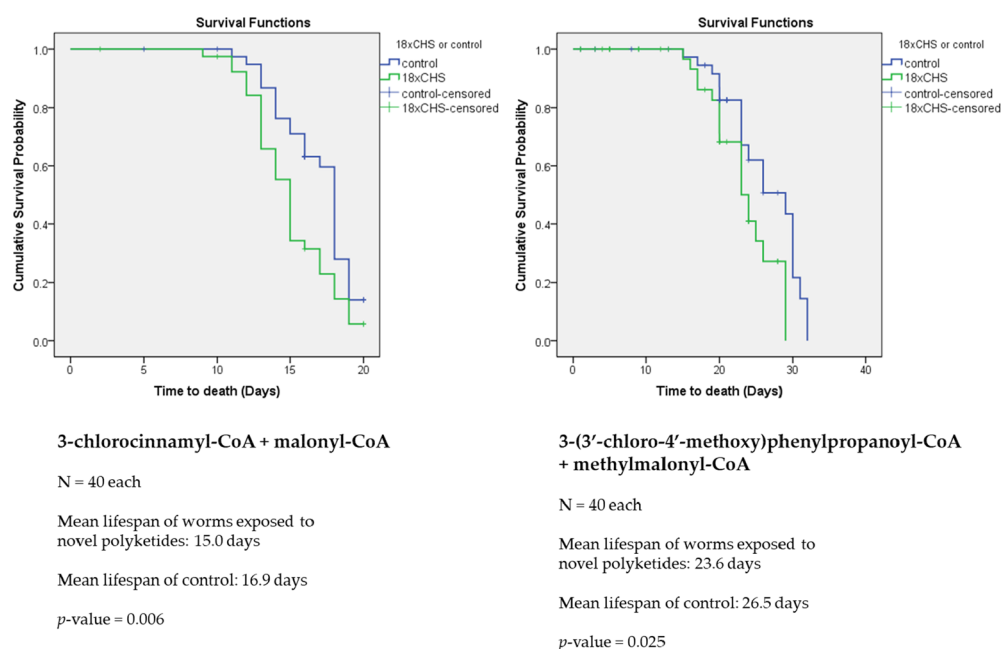 Survival Functions
18xCHS or control
control
18xCHS
control-censored
18xCHS-censored
Cumulative Survival Probability
1.0
0.8
0.6
0.4
0.2
0.0
0 5 10 15 20
Time to death (Days)
3-chlorocinnamyl-CoA + malonyl-CoA
N = 40 each
Mean lifespan of worms exposed to
novel polyketides: 15.0 days
Mean lifespan of control: 16.9 days
p-value = 0.006
Survival Functions
18xCHS or control
control
18xCHS
control-censored
18xCHS-censored
Cumulative Survival Probability
1.0
0.8
0.6
0.4
0.2
0.0
0 10 20 30 40
Time to death (Days)
3-(3′-chloro-4′-methoxy)phenylpropanoyl-CoA
+ methylmalonyl-CoA
N = 40 each
Mean lifespan of worms exposed to
novel polyketides: 23.6 days
Mean lifespan of control: 26.5 days
p-value = 0.025